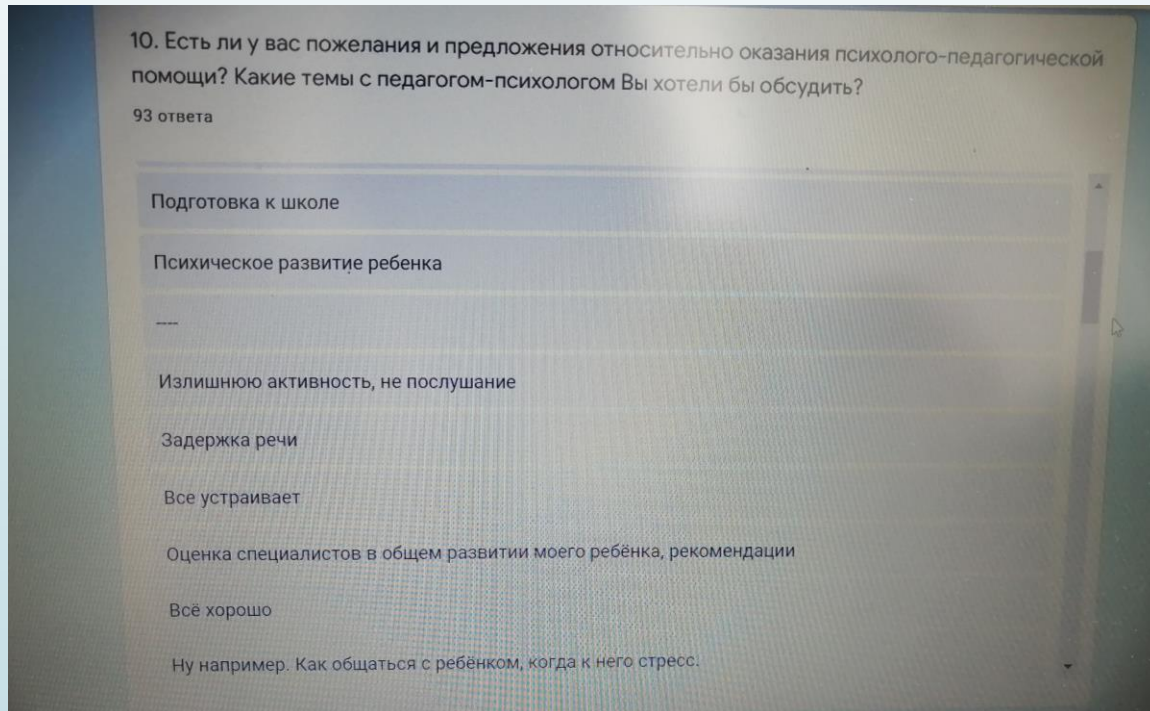 10. Есть ли у вас пожелания и предложения относительно оказания психолого-педагогической
помощи? Какие темы с педагогом-психологом Вы хотели бы обсудить?
93 ответа
Подготовка к школе
Психическое развитие ребенка
----
Излишнюю активность, не послушание
Задержка речи
Все устраивает
Оценка специалистов в общем развитии моего ребёнка, рекомендации
Всё хорошо
Ну например. Как общаться с ребёнком, когда к него стресс.